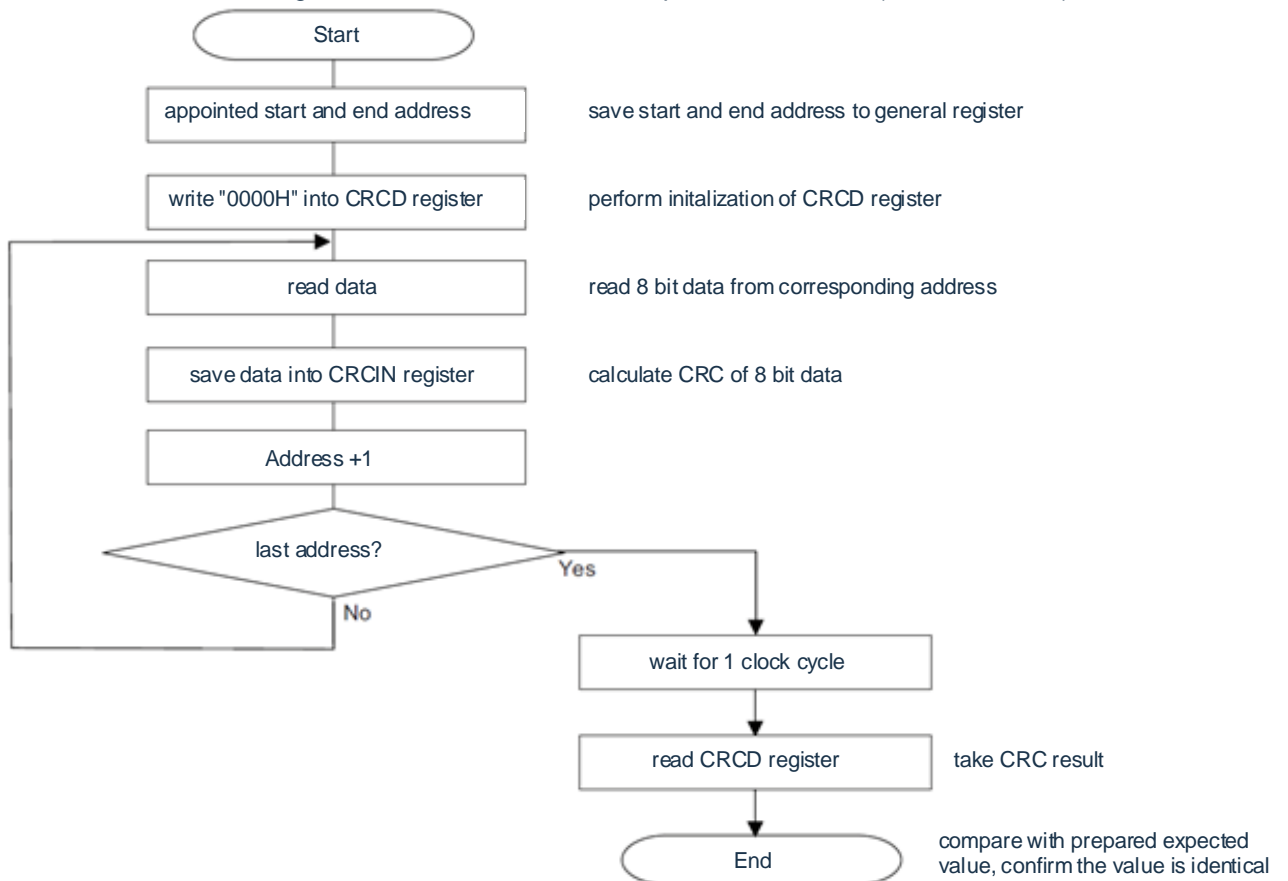 Start
appointed start and end address
save start and end address to general register
write "0000H" into CRCD register
perform initalization of CRCD register
read data
read 8 bit data from corresponding address
save data into CRCIN register
calculate CRC of 8 bit data
Address +1
last address?
Yes
No
wait for 1 clock cycle
read CRCD register
take CRC result
End
compare with prepared expected
value, confirm the value is identical